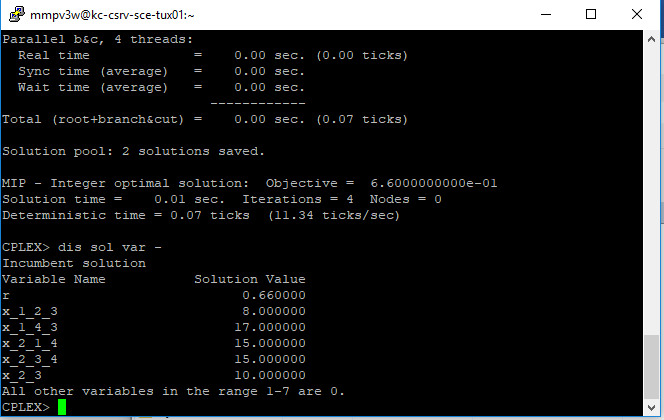 mmpv3w@kc-csrv-sce-tux01:~
Parallel b&c, 4 threads:
  Real time             =    0.00 sec. (0.00 ticks)
  Sync time (average)   =    0.00 sec.
  Wait time (average)   =    0.00 sec.
                          ------------
Total (root+branch&cut) =    0.00 sec. (0.07 ticks)
Solution pool: 2 solutions saved.
MIP - Integer optimal solution:  Objective =  6.6000000000e-01
Solution time =    0.01 sec.  Iterations = 4  Nodes = 0
Deterministic time = 0.07 ticks  (11.34 ticks/sec)
CPLEX> dis sol var -
Incumbent solution
Variable Name           Solution Value
r                             0.660000
x_1_2_3                       8.000000
x_1_4_3                      17.000000
x_2_1_4                      15.000000
x_2_3_4                      15.000000
x_2_3                        10.000000
All other variables in the range 1-7 are 0.
CPLEX>